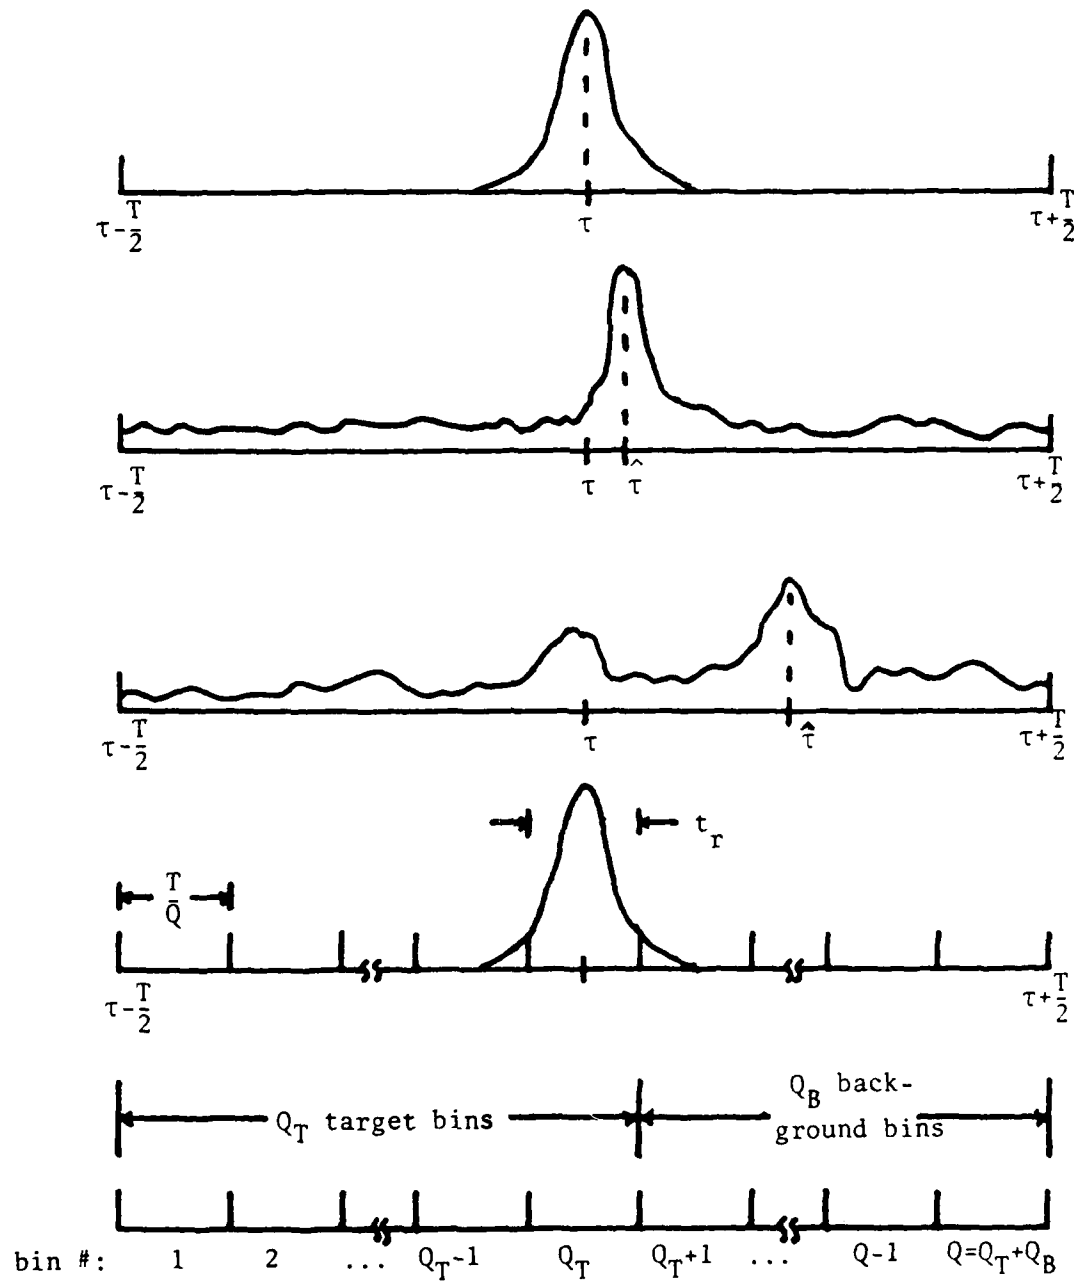 τ-T/2 τ τ+T/2
τ-T/2 τ τ̂ τ+T/2
τ-T/2 τ τ̂ τ+T/2
t_r
T/Q
τ-T/2 τ+T/2
Q_T target bins
Q_B back-
ground bins
bin #: 1 2 ... Q_T-1 Q_T Q_T+1 ... Q-1 Q=Q_T+Q_B